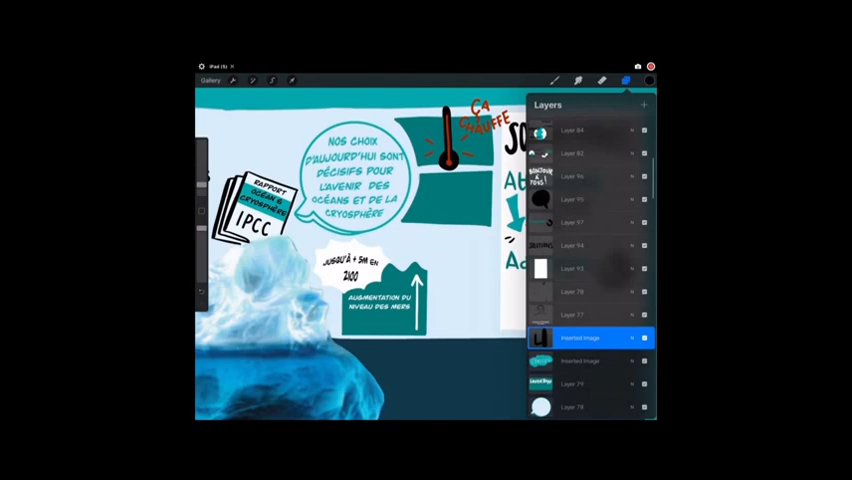 iPad (5)
Gallery
ÇA
CHAUFFE
NOS CHOIX
D'AUJOURD'HUI SONT
DÉCISIFS POUR
L'AVENIR DES
OCÉANS ET DE LA
CRYOSPHÈRE
RAPPORT
OCÉAN &
CRYOSPHÈRE
IPCC
JUSQU'À + 5M EN
2100
AUGMENTATION DU
NIVEAU DES MERS
Layers
Layer 84
Layer 82
BONJOUR
À
TOUS !
Layer 96
Layer 95
Layer 97
Layer 94
Layer 93
Layer 78
Layer 77
Inserted Image
Inserted Image
Layer 79
Layer 78